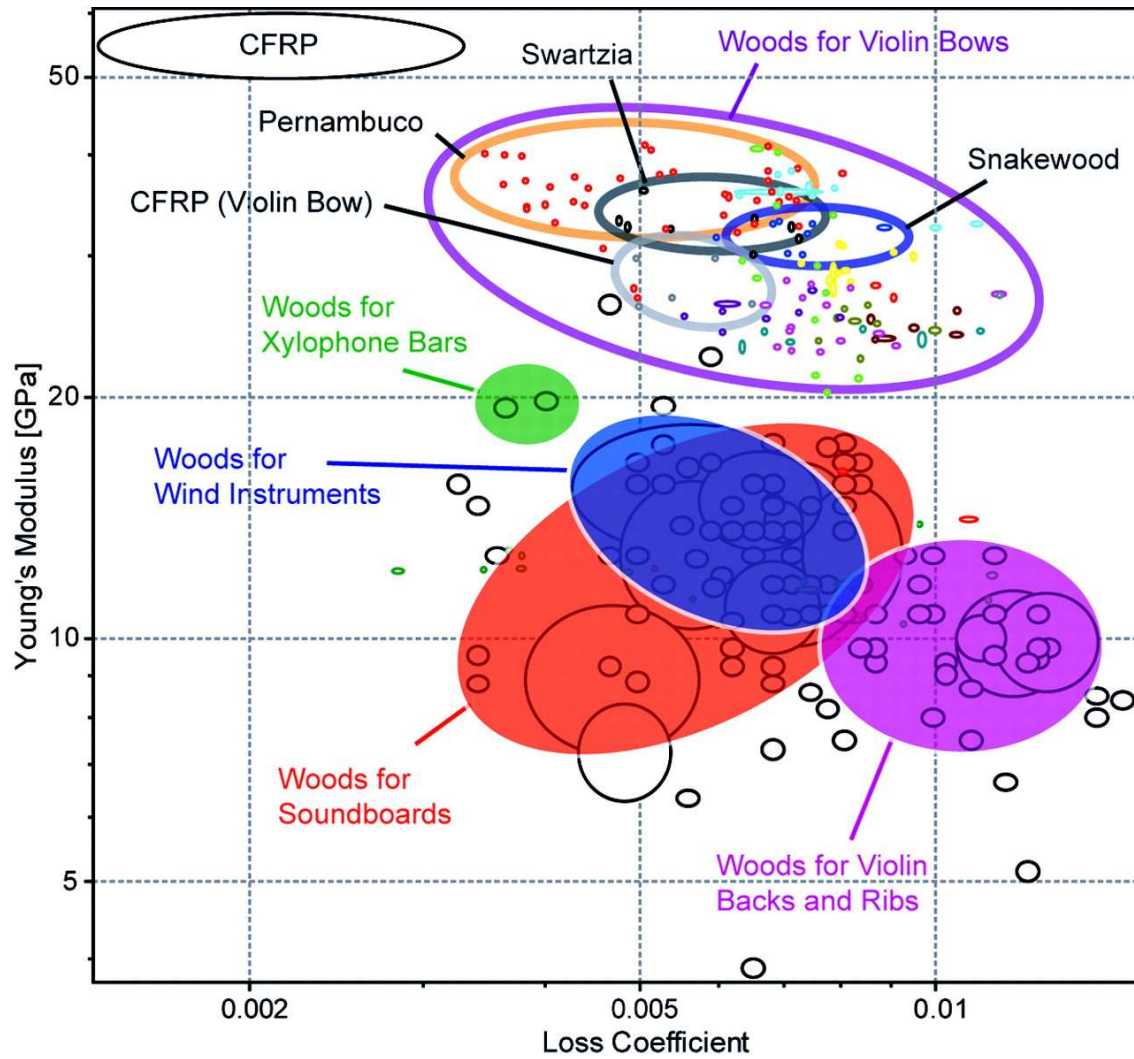 CFRP
Woods for Violin Bows
Swartzia
50
Pernambuco
Snakewood
CFRP (Violin Bow)
Woods for
Xylophone Bars
20
Woods for
Wind Instruments
Young's Modulus [GPa]
10
Woods for
Soundboards
Woods for Violin
Backs and Ribs
5
0.002
0.005
0.01
Loss Coefficient